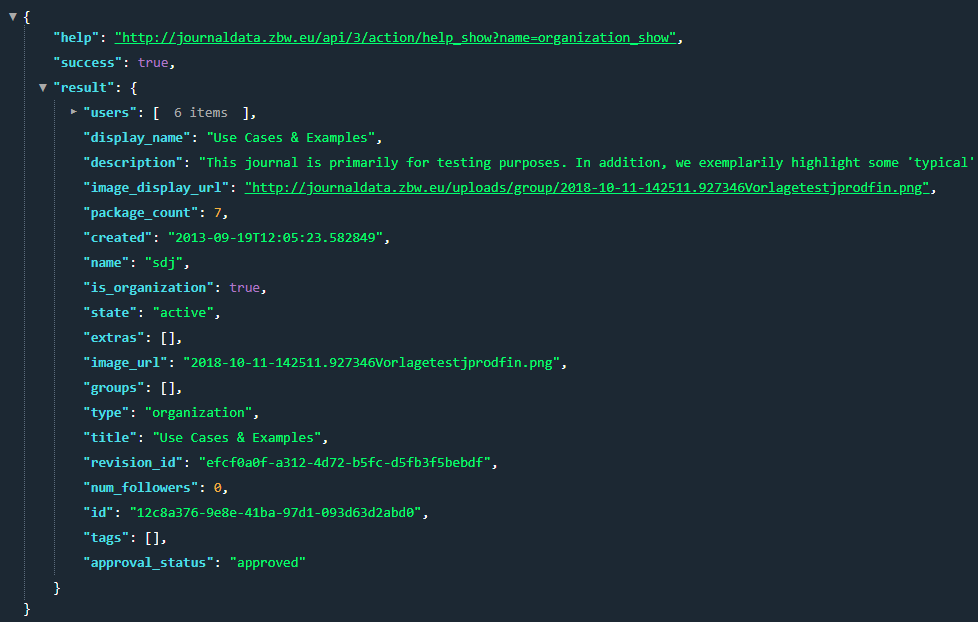 {
"help": "http://journaldata.zbw.eu/api/3/action/help_show?name=organization_show",
"success": true,
"result": {
"users": [ 6 items ],
"display_name": "Use Cases & Examples",
"description": "This journal is primarily for testing purposes. In addition, we exemplarily highlight some 'typical'
"image_display_url": "http://journaldata.zbw.eu/uploads/group/2018-10-11-142511.927346Vorlagetestjprodfin.png",
"package_count": 7,
"created": "2013-09-19T12:05:23.582849",
"name": "sdj",
"is_organization": true,
"state": "active",
"extras": [],
"image_url": "2018-10-11-142511.927346Vorlagetestjprodfin.png",
"groups": [],
"type": "organization",
"title": "Use Cases & Examples",
"revision_id": "efcf0a0f-a312-4d72-b5fc-d5fb3f5bebdf",
"num_followers": 0,
"id": "12c8a376-9e8e-41ba-97d1-093d63d2abd0",
"tags": [],
"approval_status": "approved"
}
}